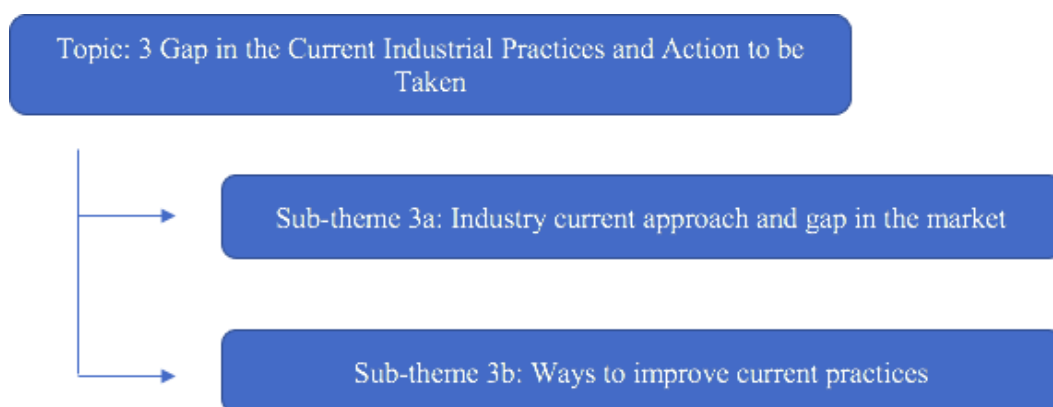 Topic: 3 Gap in the Current Industrial Practices and Action to be
Taken
Sub-theme 3a: Industry current approach and gap in the market
Sub-theme 3b: Ways to improve current practices